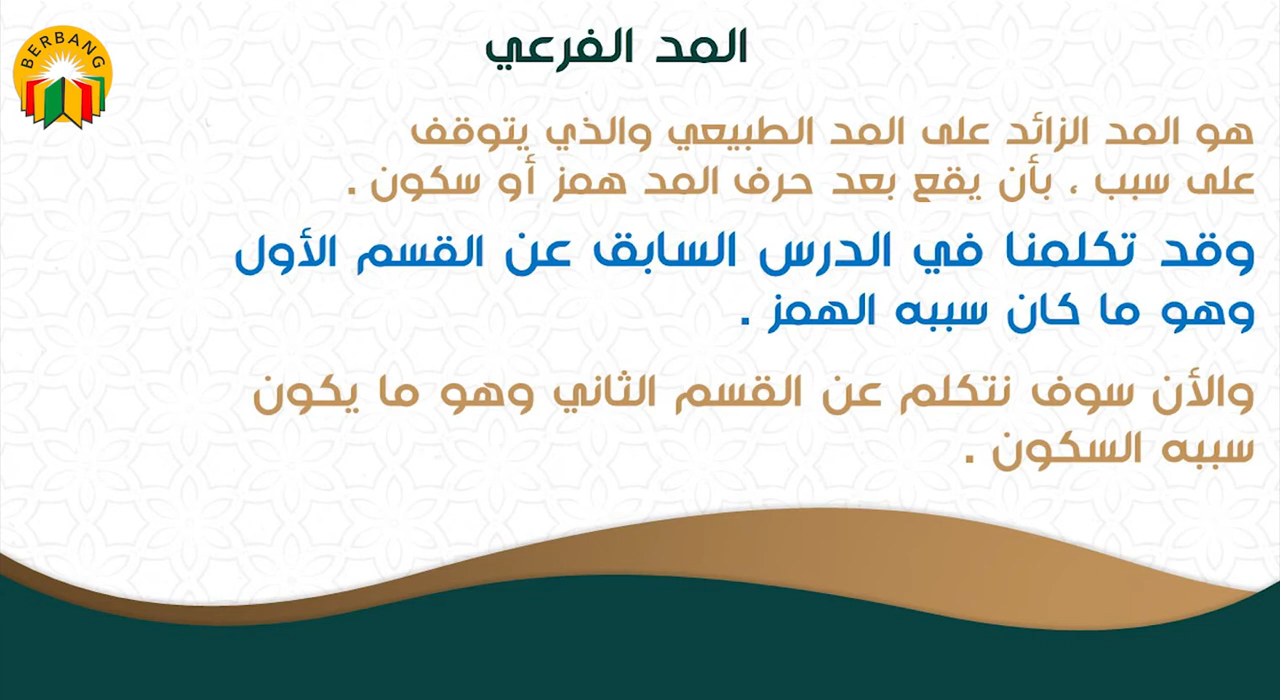 BERBANG
المد الفرعي
هو المد الزائد على المد الطبيعي والذي يتوقف
على سبب ، بأن يقع بعد حرف المد همز أو سكون .
وقد تكلمنا في الدرس السابق عن القسم الأول
وهو ما كان سببه الهمز .
والأن سوف نتكلم عن القسم الثاني وهو ما يكون
سببه السكون .